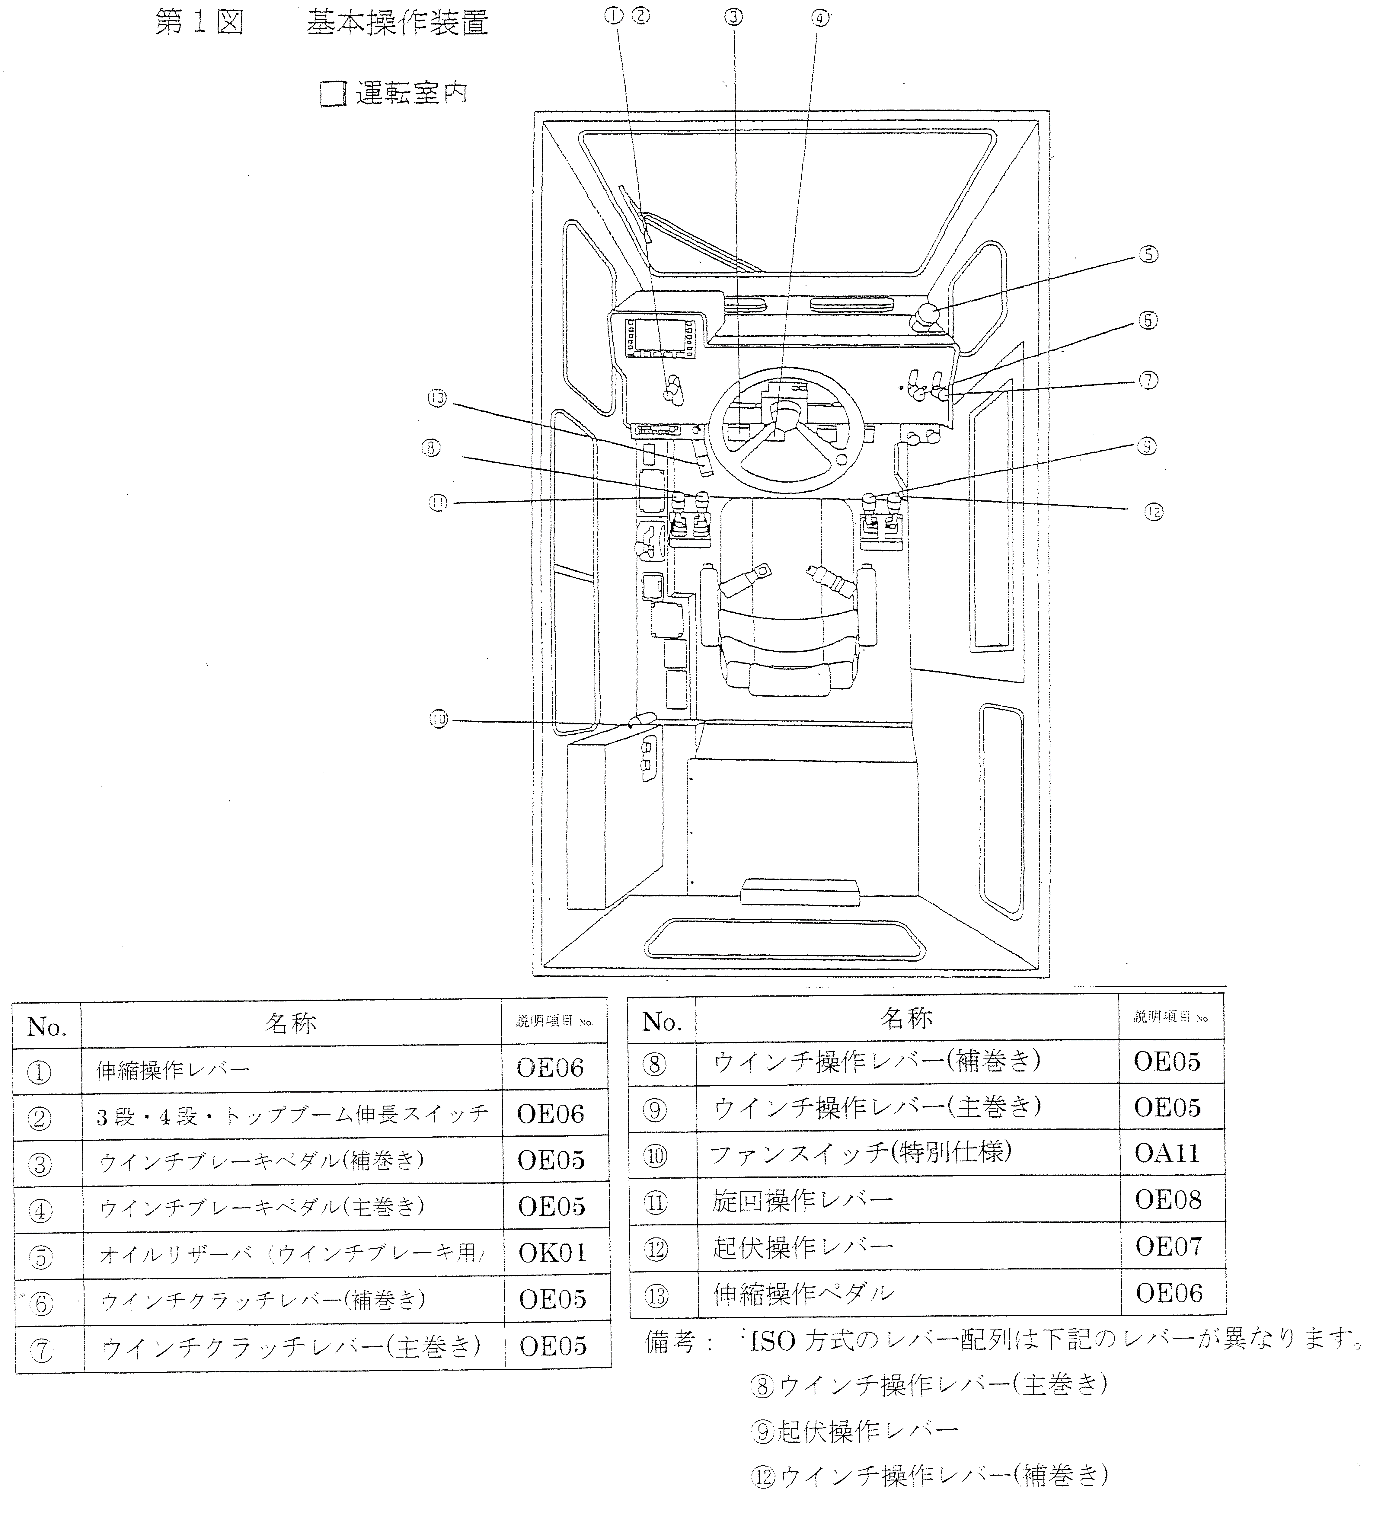 第1図　基本操作装置
□運転室内
① ② ③ ④
⑤
⑥
⑦
⑬
⑧
⑨
⑪
⑫
⑩
No. 名称 説明項目 No.
① 伸縮操作レバー OE06
② 3段・4段・トップブーム伸長スイッチ OE06
③ ウインチブレーキペダル(補巻き) OE05
④ ウインチブレーキペダル(主巻き) OE05
⑤ オイルリザーバ（ウインチブレーキ用） OK01
⑥ ウインチクラッチレバー(補巻き) OE05
⑦ ウインチクラッチレバー(主巻き) OE05
No. 名称 説明項目 No.
⑧ ウインチ操作レバー(補巻き) OE05
⑨ ウインチ操作レバー(主巻き) OE05
⑩ ファンスイッチ(特別仕様) OA11
⑪ 旋回操作レバー OE08
⑫ 起伏操作レバー OE07
⑬ 伸縮操作ペダル OE06
備考： ISO 方式のレバー配列は下記のレバーが異なります。
⑧ウインチ操作レバー(主巻き)
⑨起伏操作レバー
⑫ウインチ操作レバー(補巻き)